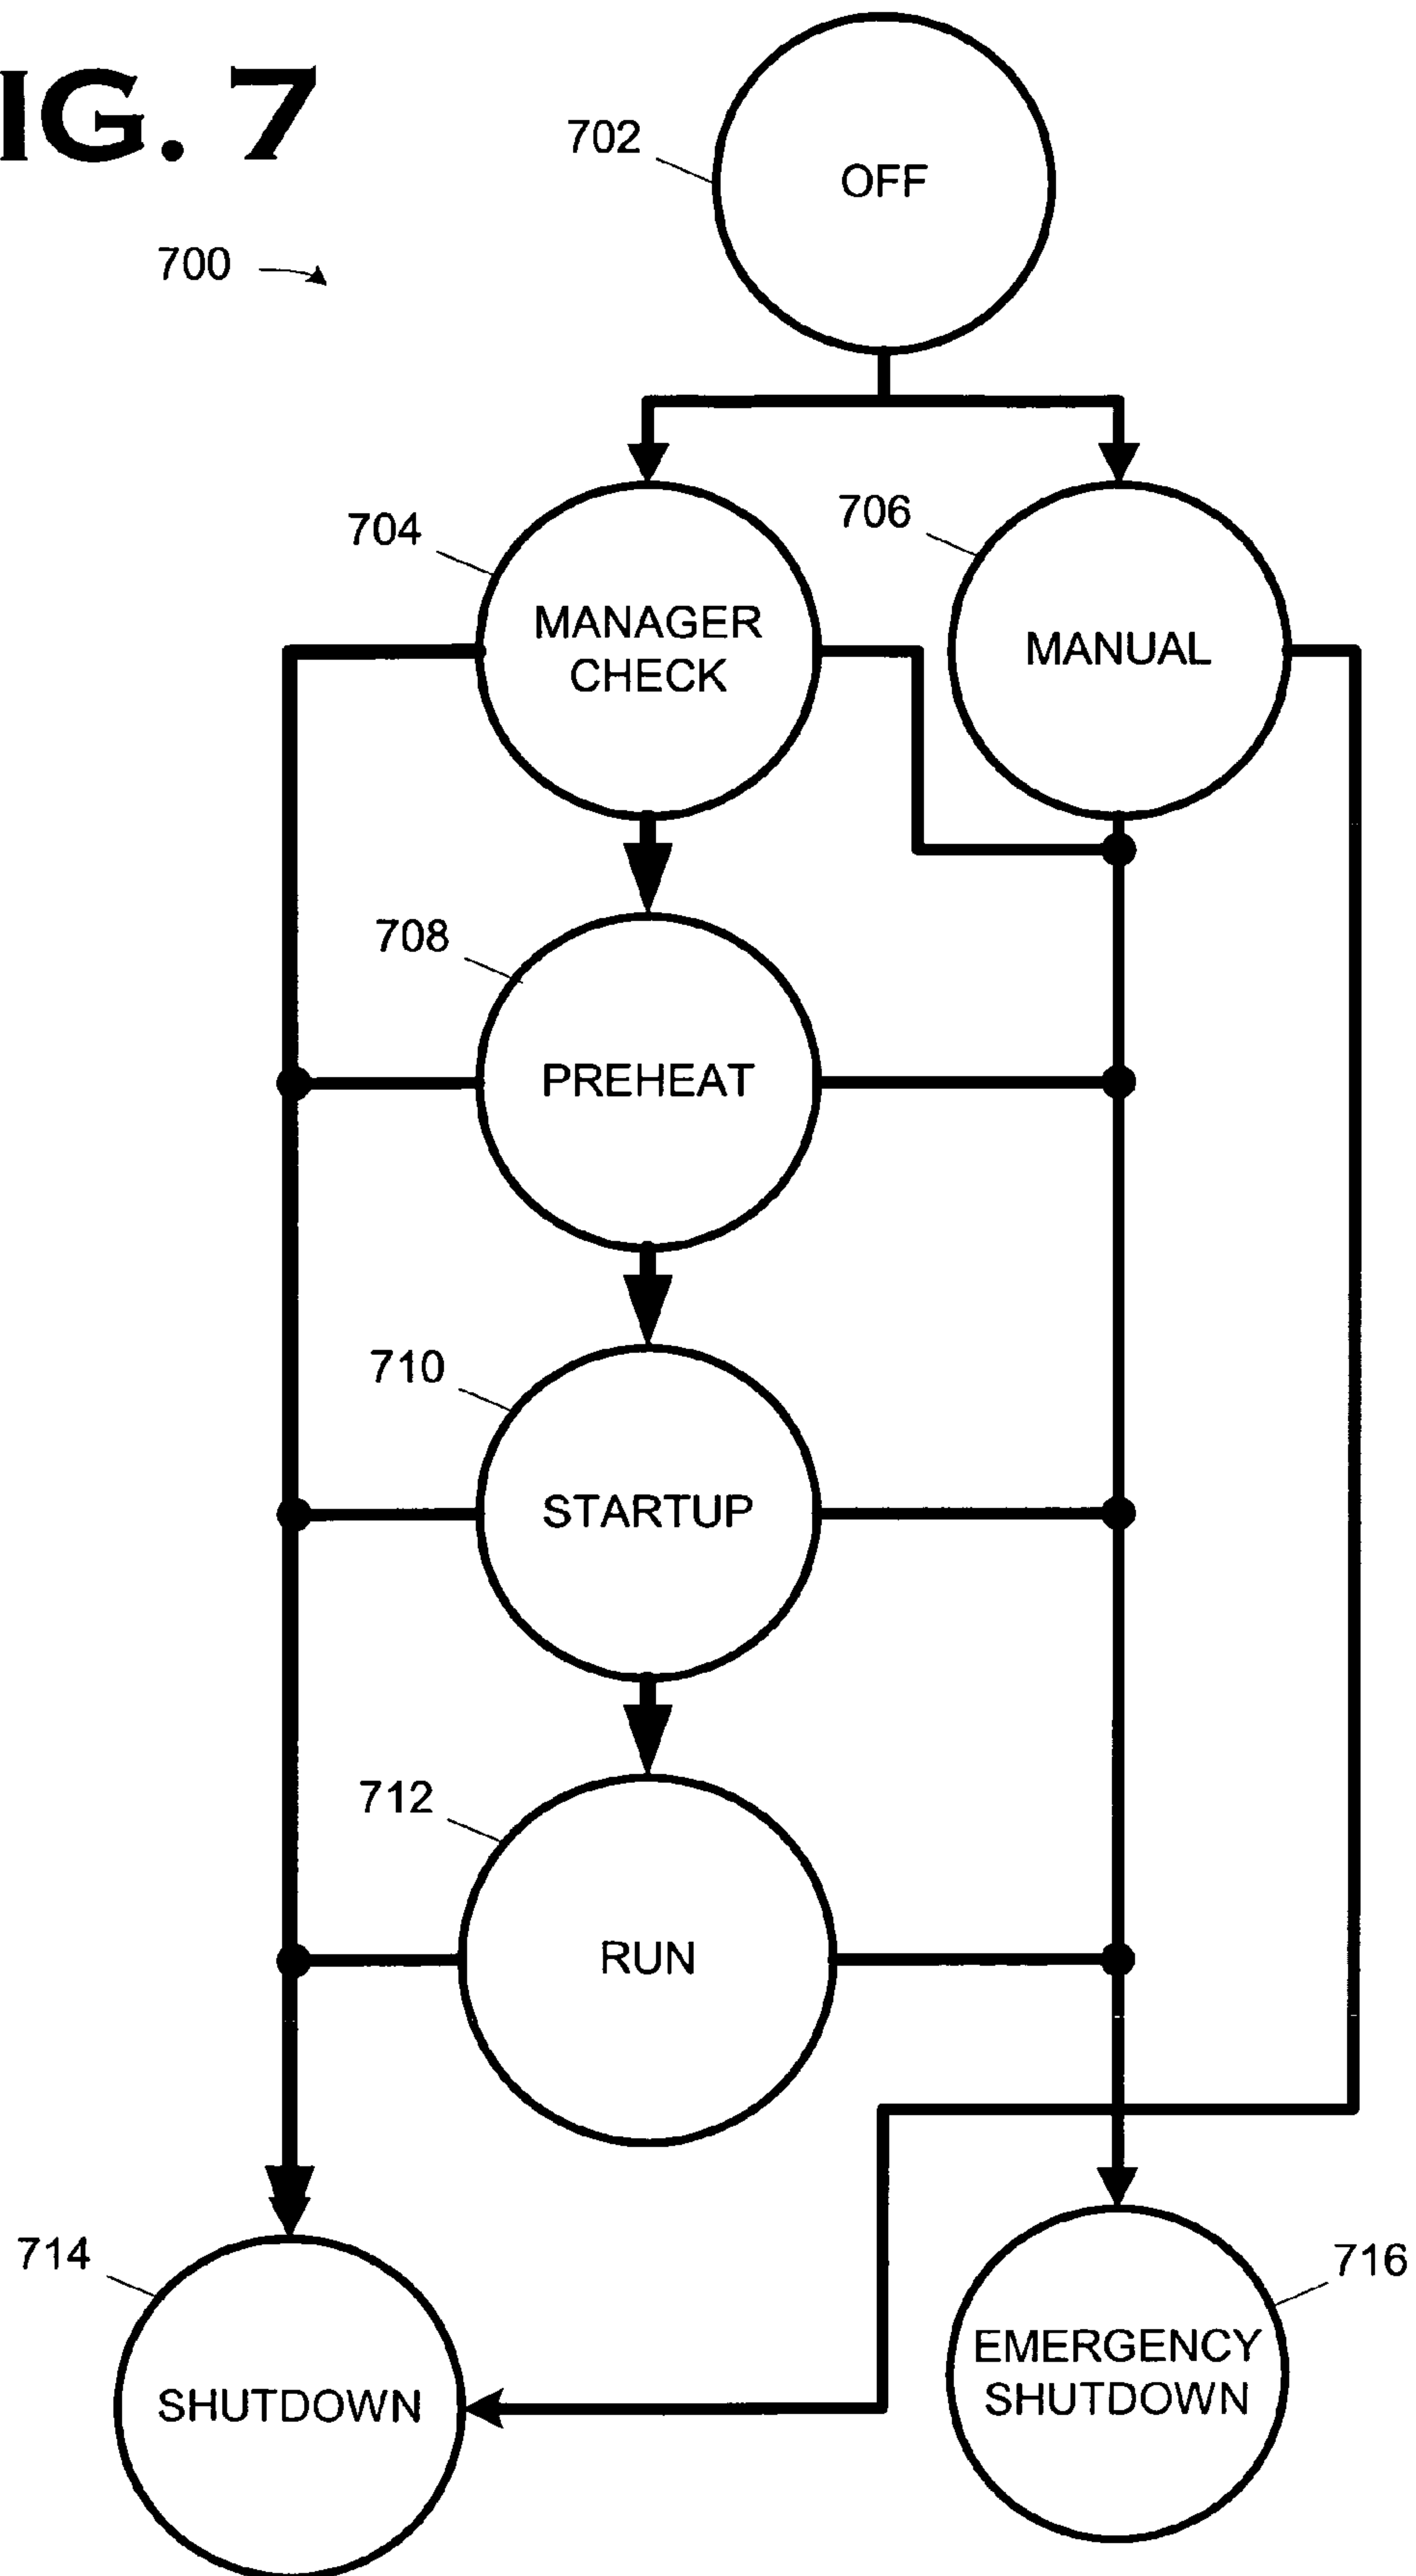 IG. 7
702
OFF
700
704
706
MANAGER
CHECK
MANUAL
708
PREHEAT
710
STARTUP
712
RUN
714
716
EMERGENCY
SHUTDOWN
SHUTDOWN